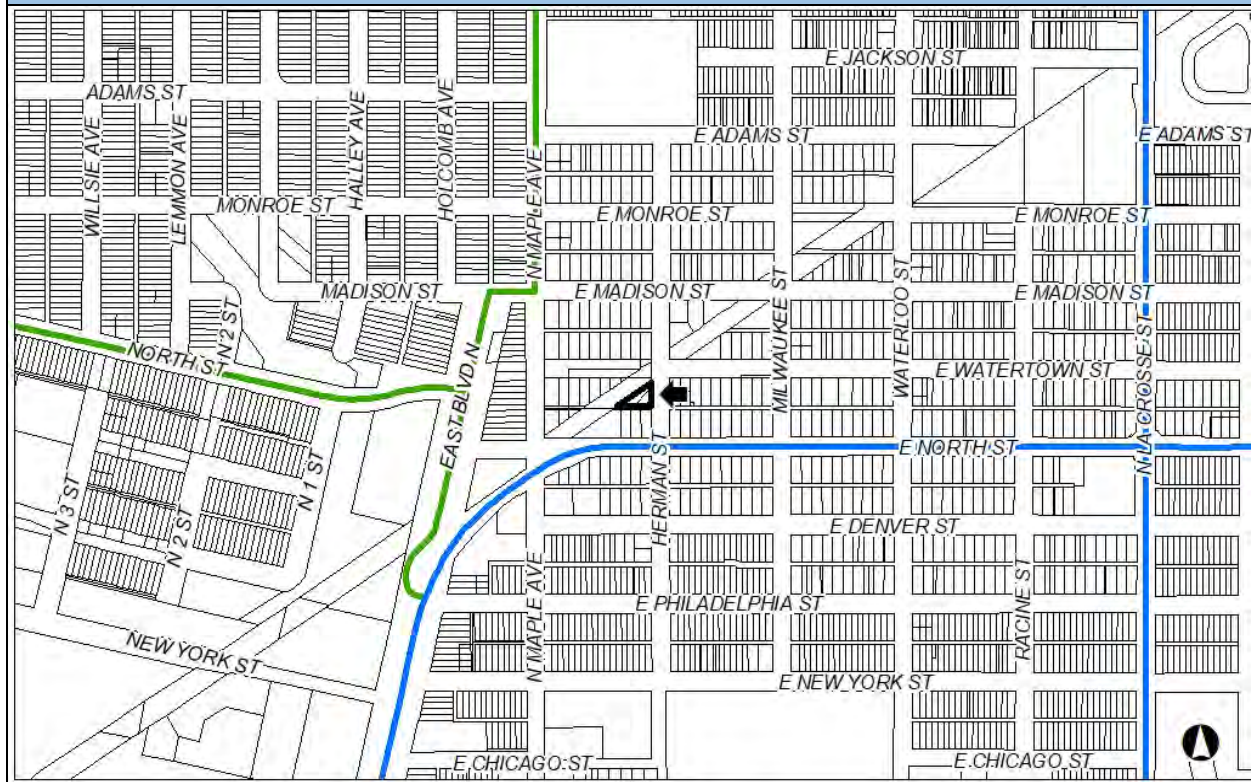 E JACKSON ST
ADAMS ST
E ADAMS ST
E ADAMS ST
WILLSIE AVE
LEMMON AVE
HALLEY AVE
HOLCOMB AVE
N MAPLE AVE
MONROE ST
E MONROE ST
E MONROE ST
MADISON ST
E MADISON ST
E MADISON ST
N 2 ST
NORTH ST
MILWAUKEE ST
WATERLOO ST
N LA CROSSE ST
E WATERTOWN ST
EAST BLVD N
E NORTH ST
HERMAN ST
N 1 ST
N 3 ST
N 2 ST
E DENVER ST
RACINE ST
E PHILADELPHIA ST
N MAPLE AVE
NEW YORK ST
E NEW YORK ST
E CHICAGO ST
E CHICAGO ST